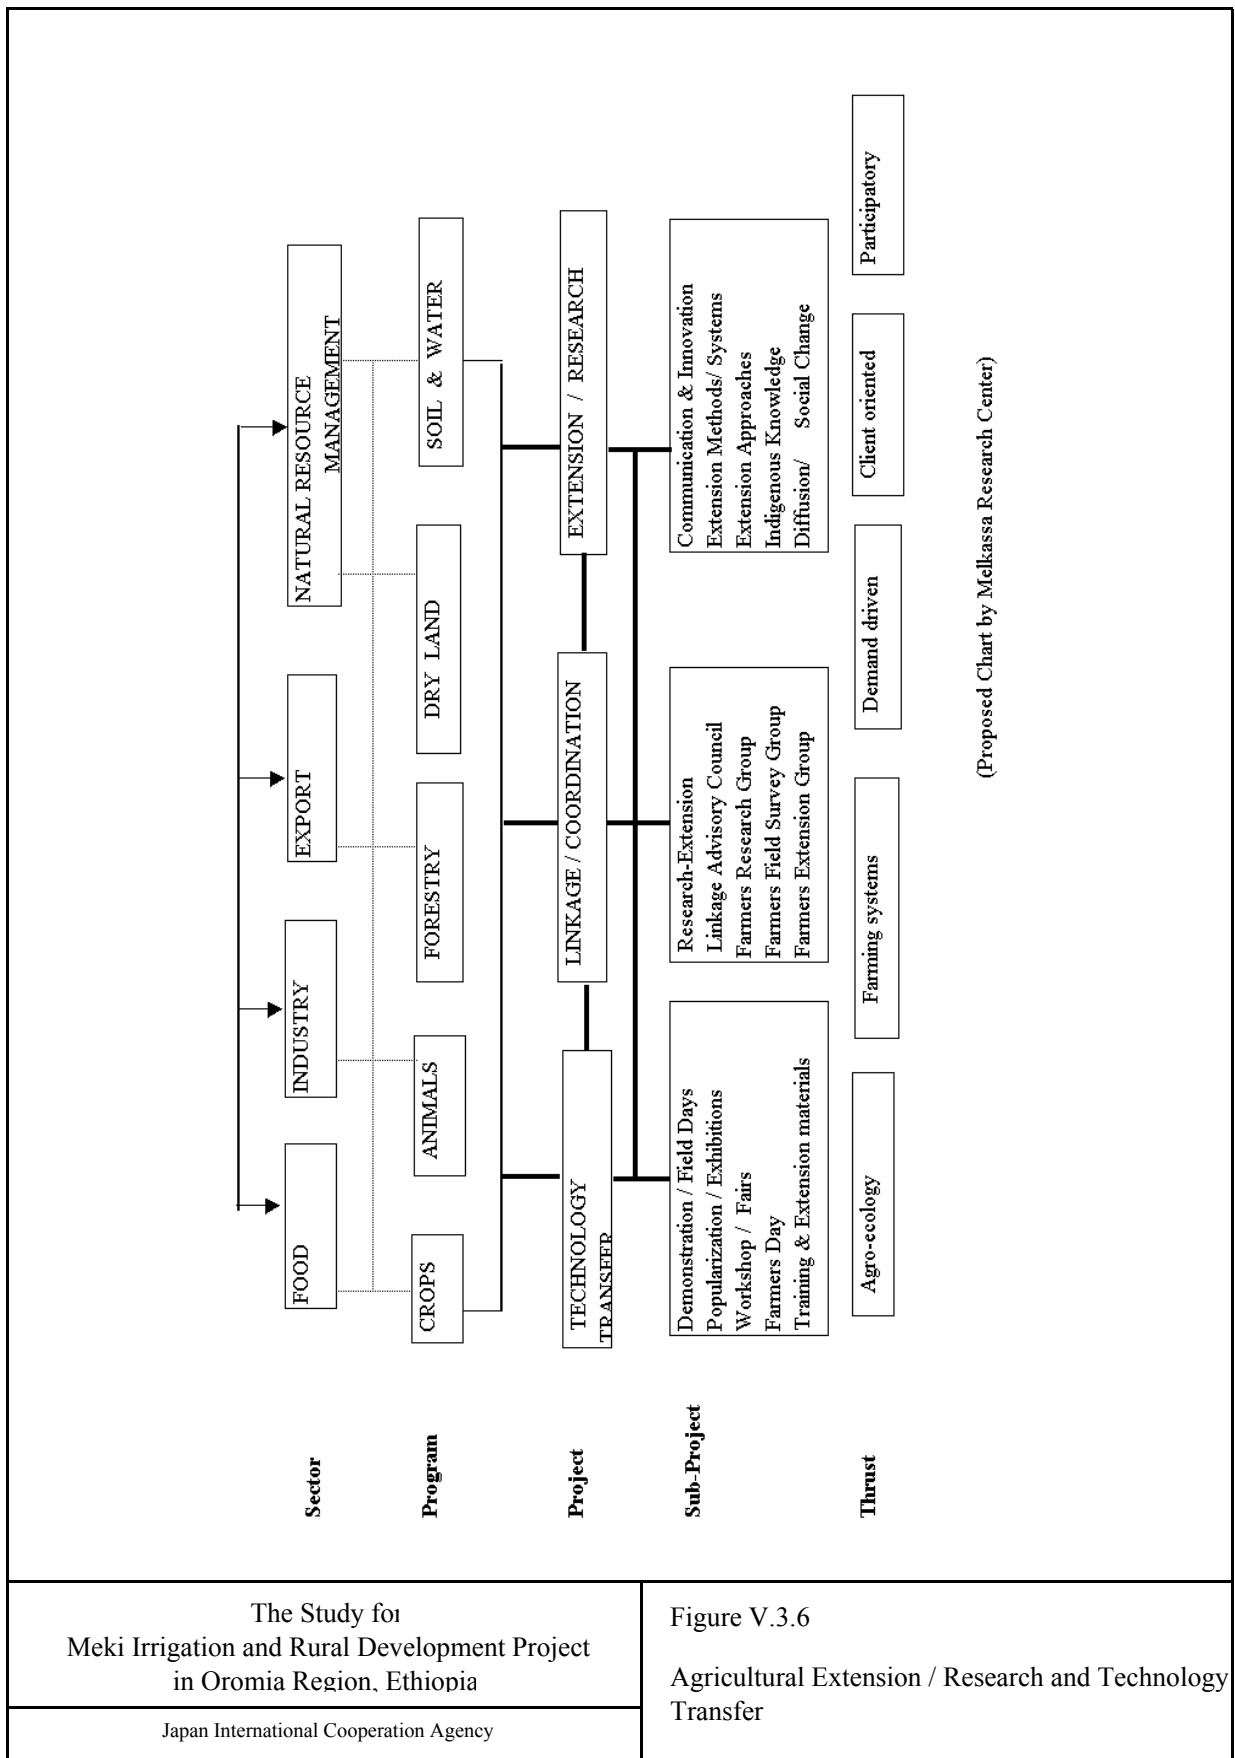 Sector
FOOD
INDUSTRY
EXPORT
NATURAL RESOURCE
MANAGEMENT
Program
CROPS
ANIMALS
FORESTRY
DRY LAND
SOIL & WATER
Project
TECHNOLOGY
TRANSFER
LINKAGE / COORDINATION
EXTENSION / RESEARCH
Sub-Project
Demonstration / Field Days
Popularization / Exhibitions
Workshop / Fairs
Farmers Day
Training & Extension materials
Research-Extension
Linkage Advisory Council
Farmers Research Group
Farmers Field Survey Group
Farmers Extension Group
Communication & Innovation
Extension Methods/ Systems
Extension Approaches
Indigenous Knowledge
Diffusion/ Social Change
Thrust
Agro-ecology
Farming systems
Demand driven
Client oriented
Participatory
(Proposed Chart by Melkassa Research Center)
The Study for
Meki Irrigation and Rural Development Project
in Oromia Region, Ethiopia
Japan International Cooperation Agency
Figure V.3.6
Agricultural Extension / Research and Technology
Transfer